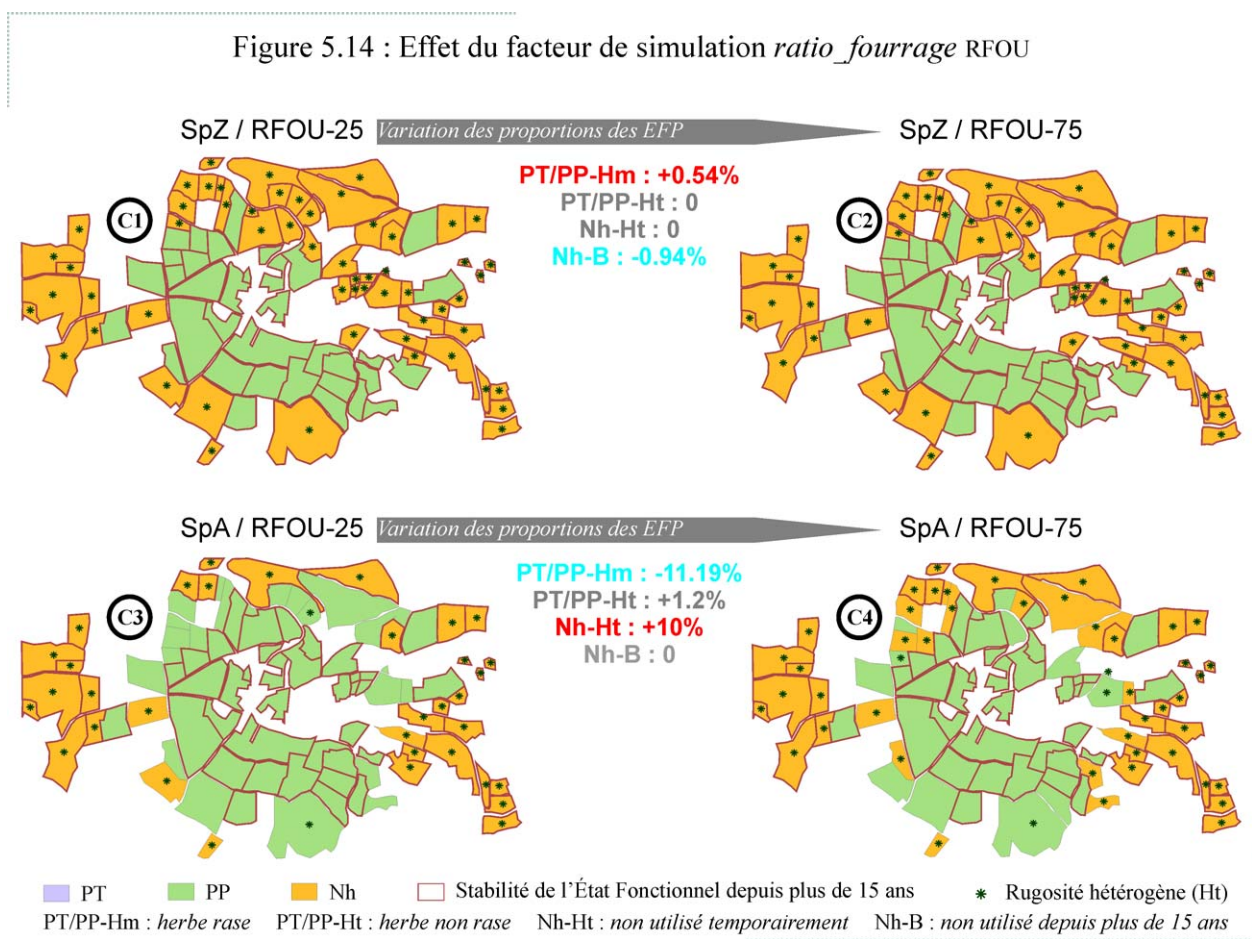 Figure 5.14 : Effet du facteur de simulation ratio_fourrage RFOU
SpZ / RFOU-25
Variation des proportions des EFP
SpZ / RFOU-75
PT/PP-Hm : +0.54%
PT/PP-Ht : 0
Nh-Ht : 0
Nh-B : -0.94%
C1
C2
SpA / RFOU-25
Variation des proportions des EFP
SpA / RFOU-75
PT/PP-Hm : -11.19%
PT/PP-Ht : +1.2%
Nh-Ht : +10%
Nh-B : 0
C3
C4
PT PP Nh Stabilité de l’État Fonctionnel depuis plus de 15 ans * Rugosité hétérogène (Ht)
PT/PP-Hm : herbe rase PT/PP-Ht : herbe non rase Nh-Ht : non utilisé temporairement Nh-B : non utilisé depuis plus de 15 ans